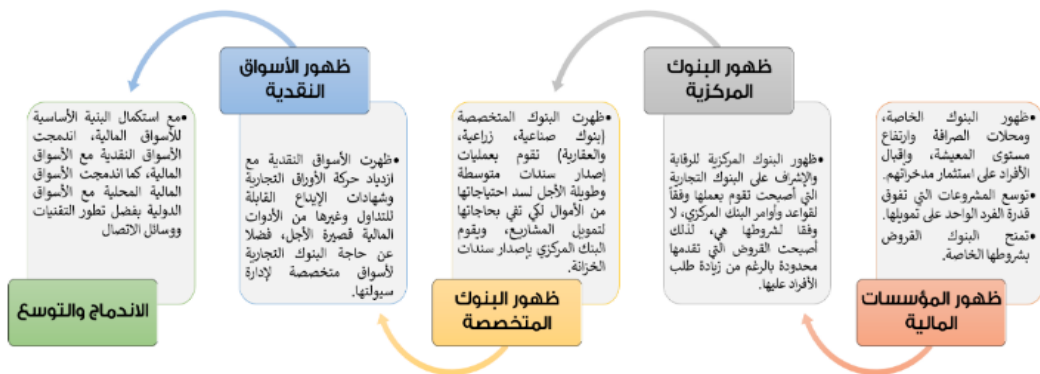 ظهور البنوك الخاصة،
ومحلات الصرافة وارتفاع
مستوى المعيشة، وإقبال
الأفراد على استثمار مدخراتهم.
توسع المشروعات التي تفوق
قدرة الفرد الواحد على تمويلها.
تمنح البنوك القروض
بشروطها الخاصة.
ظهور المؤسسات
المالية
ظهور البنوك
المركزية
ظهور البنوك المركزية للرقابة
والإشراف على البنوك التجارية
التي أصبحت تقوم بعملها وفقاً
لقواعد وأوامر البنك المركزي، لا
وفقا لشروطها هي، لذلك
أصبحت القروض التي تقدمها
محدودة بالرغم من زيادة طلب
الأفراد عليها.
ظهرت البنوك المتخصصة
(بنوك صناعية، زراعية،
والعقارية) تقوم بعمليات
إصدار سندات متوسطة
وطويلة الأجل لسد احتياجاتها
من الأموال لكي تفي بحاجاتها
لتمويل المشاريع، ويقوم
البنك المركزي بإصدار سندات
الخزانة.
ظهور البنوك
المتخصصة
ظهور الأسواق
النقدية
ظهرت الأسواق النقدية مع
ازدياد حركة الأوراق التجارية
وشهادات الإيداع القابلة
للتداول وغيرها من الأدوات
المالية قصيرة الأجل، فضلا
عن حاجة البنوك التجارية
لأسواق متخصصة لإدارة
سيولتها.
مع استكمال البنية الأساسية
للأسواق المالية، اندمجت
الأسواق النقدية مع الأسواق
المالية، كما اندمجت الأسواق
المالية المحلية مع الأسواق
الدولية بفضل تطور التقنيات
ووسائل الاتصال
الاندماج والتوسع